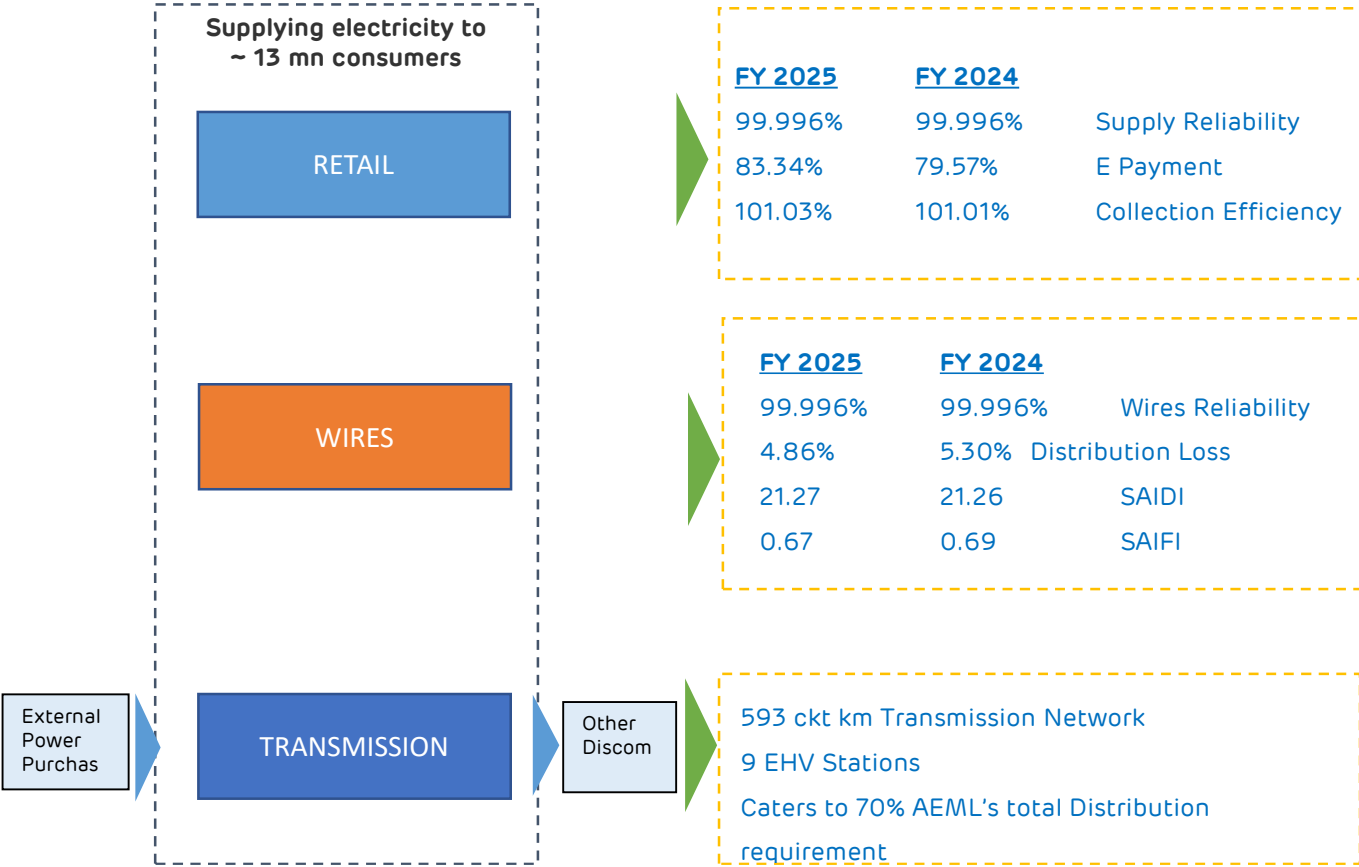 Supplying electricity to
~ 13 mn consumers
RETAIL
FY 2025 FY 2024
99.996% 99.996% Supply Reliability
83.34% 79.57% E Payment
101.03% 101.01% Collection Efficiency
WIRES
FY 2025 FY 2024
99.996% 99.996% Wires Reliability
4.86% 5.30% Distribution Loss
21.27 21.26 SAIDI
0.67 0.69 SAIFI
External
Power
Purchas
TRANSMISSION
Other
Discom
593 ckt km Transmission Network
9 EHV Stations
Caters to 70% AEML's total Distribution
requirement